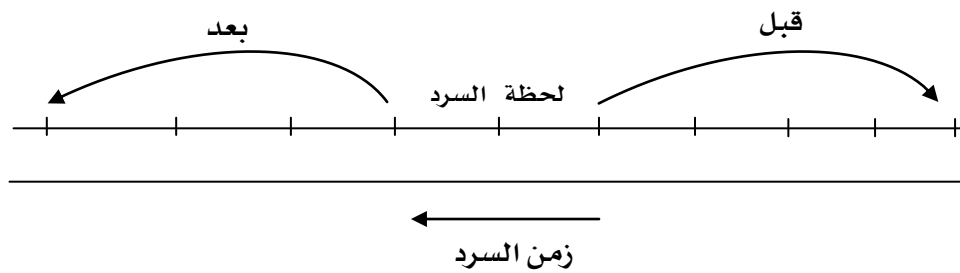 قبل
بعد
لحظة السرد
زمن السرد